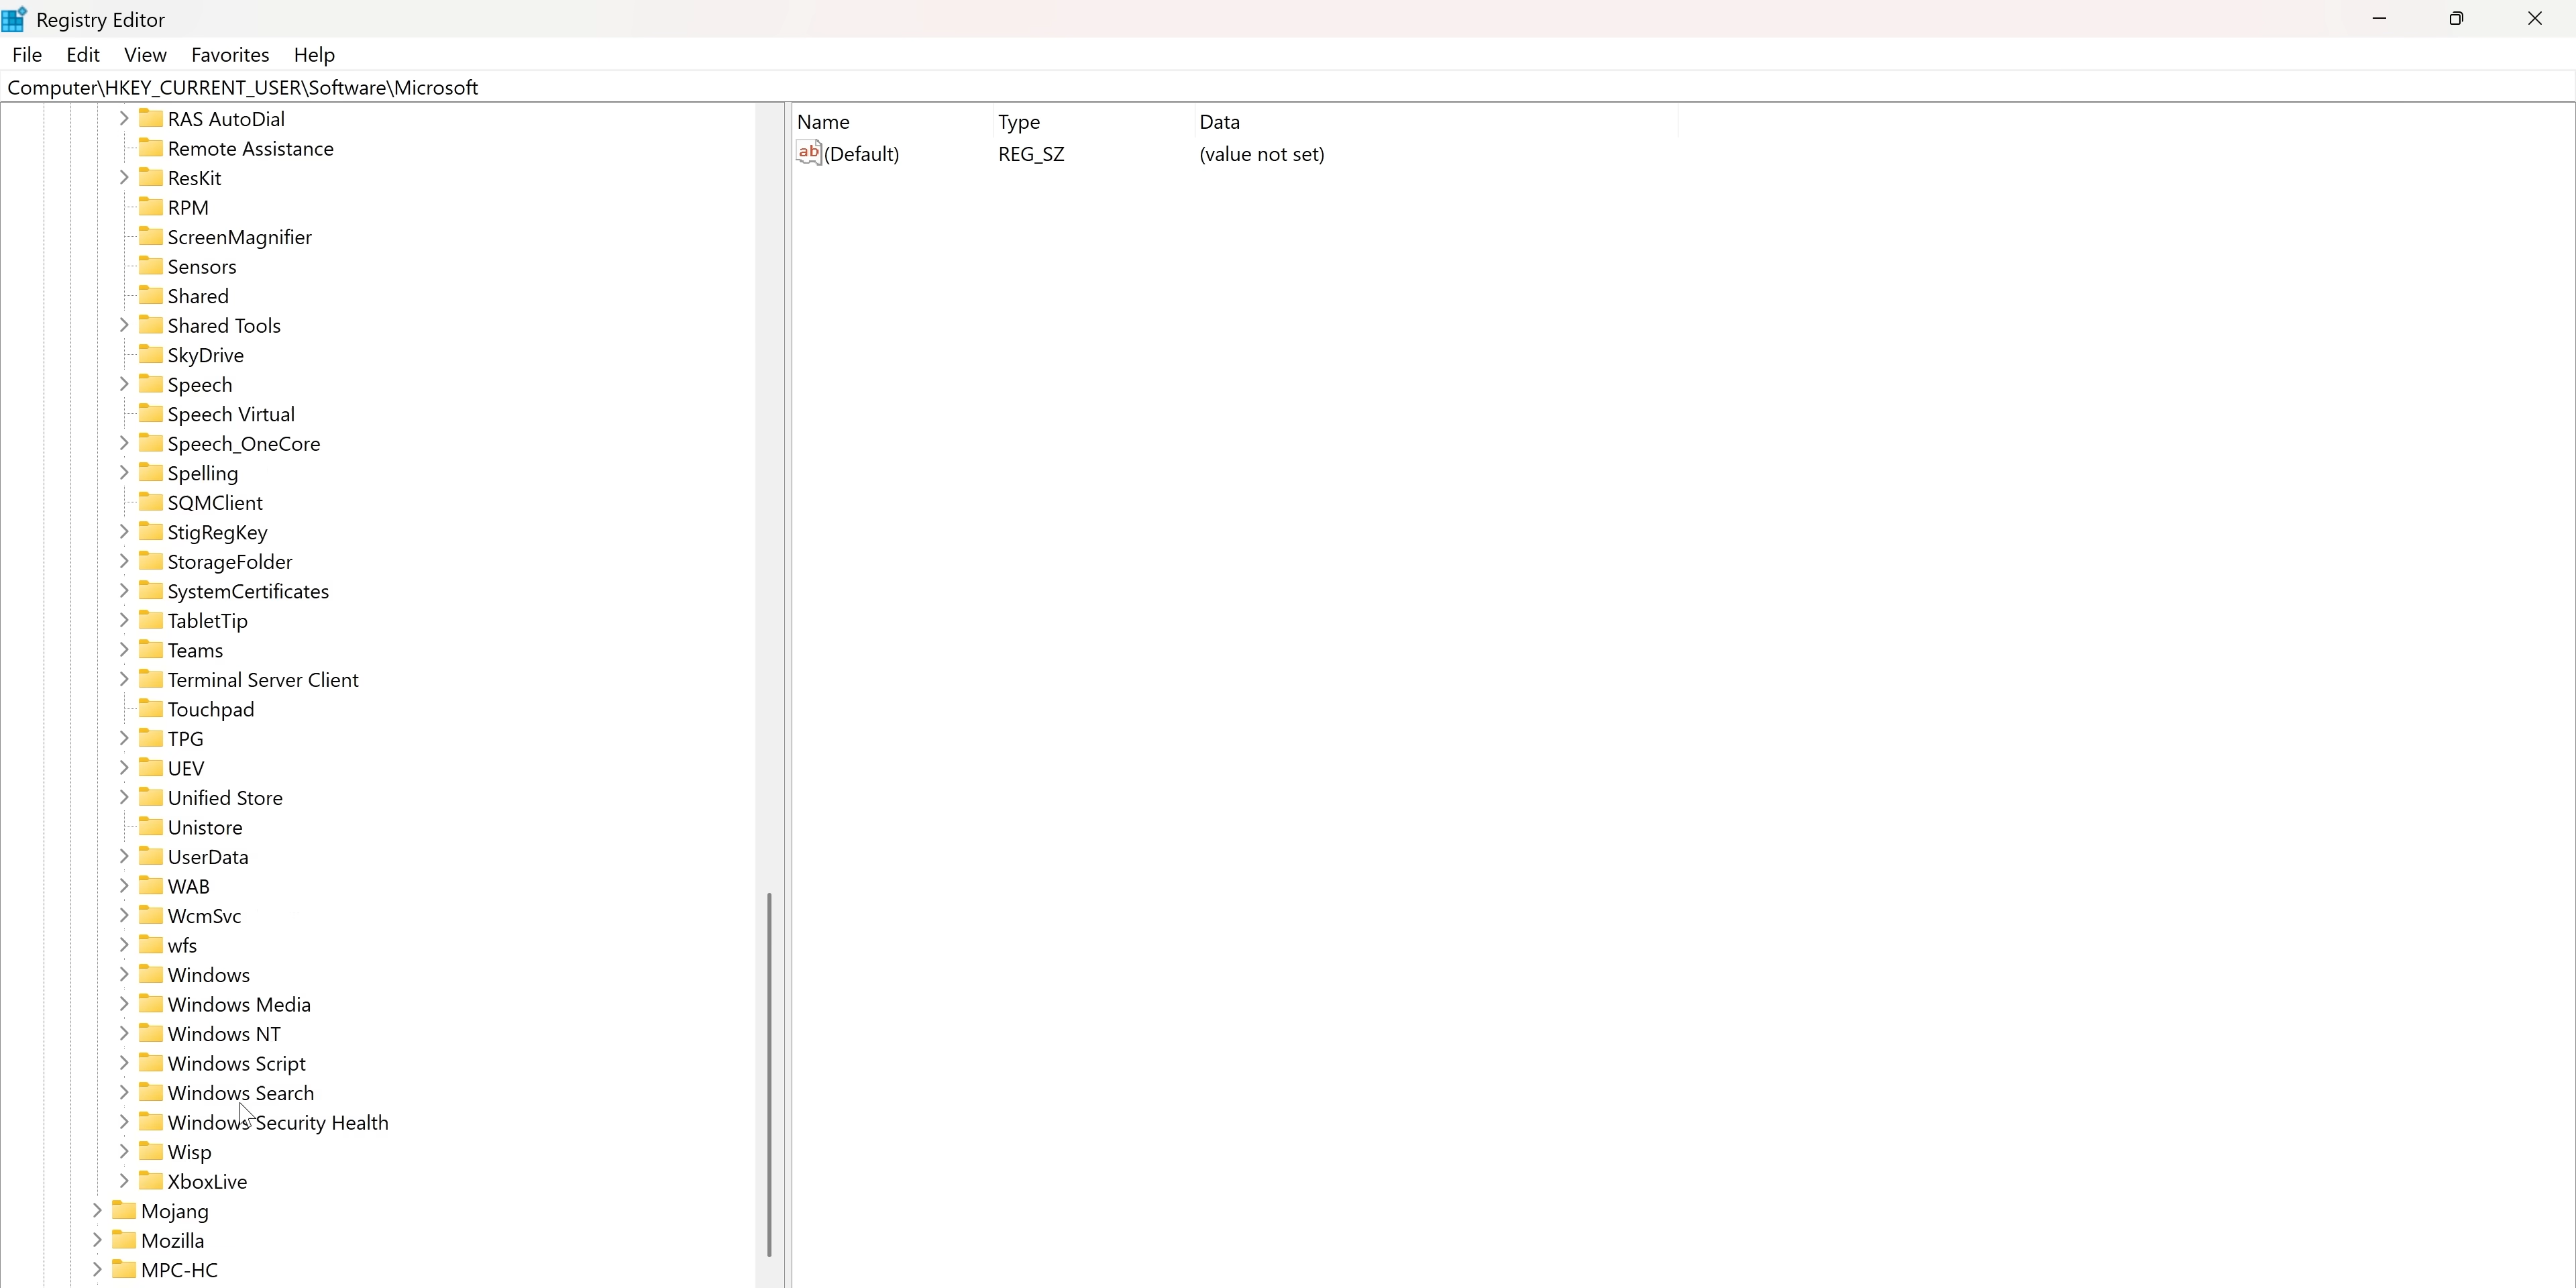 Registry Editor
File Edit View Favorites Help
Computer\HKEY_CURRENT_USER\Software\Microsoft
RAS AutoDial
Remote Assistance
ResKit
RPM
ScreenMagnifier
Sensors
Shared
Shared Tools
SkyDrive
Speech
Speech Virtual
Speech_OneCore
Spelling
SQMClient
StigRegKey
StorageFolder
SystemCertificates
TabletTip
Teams
Terminal Server Client
Touchpad
TPG
UEV
Unified Store
Unistore
UserData
WAB
WcmSvc
wfs
Windows
Windows Media
Windows NT
Windows Script
Windows Search
Windows Security Health
Wisp
XboxLive
Mojang
Mozilla
MPC-HC
Name Type Data
ab (Default) REG_SZ (value not set)